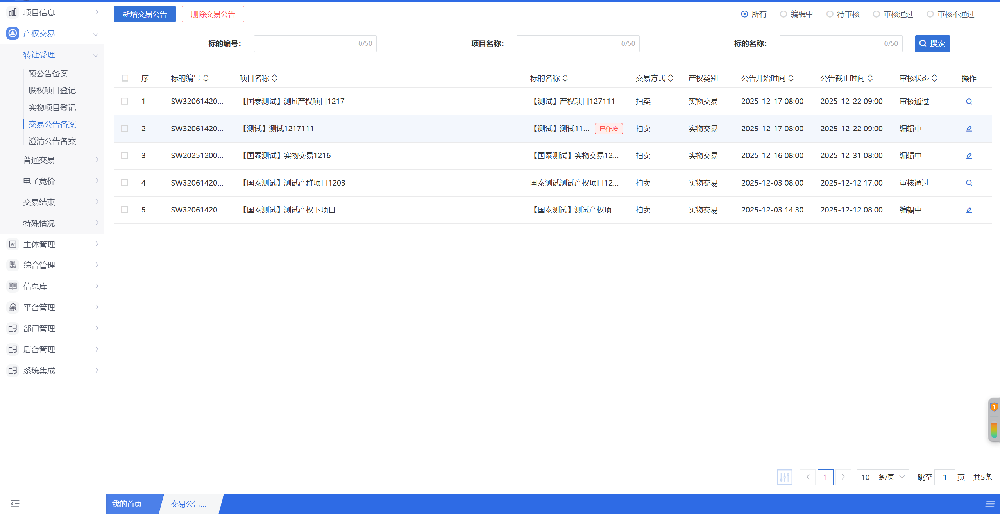 项目信息
产权交易
转让受理
预公告备案
股权项目登记
实物项目登记
交易公告备案
澄清公告备案
普通交易
电子竞价
交易结束
特殊情况
主体管理
综合管理
信息库
平台管理
部门管理
后台管理
系统集成
新增交易公告 删除交易公告 所有 编辑中 待审核 审核通过 审核不通过
标的编号： 0/50 项目名称： 0/50 标的名称： 0/50 搜索
序 标的编号 项目名称 标的名称 交易方式 产权类别 公告开始时间 公告截止时间 审核状态 操作
1 SW32061420... 【国泰测试】测hi产权项目1217 【测试】产权项目127111 拍卖 实物交易 2025-12-17 08:00 2025-12-22 09:00 审核通过
2 SW32061420... 【测试】测试1217111 【测试】测试11... 已作废 拍卖 实物交易 2025-12-17 08:00 2025-12-22 09:00 编辑中
3 SW20251200... 【国泰测试】实物交易1216 【国泰测试】实物交易12... 拍卖 实物交易 2025-12-16 08:00 2025-12-31 08:00 编辑中
4 SW32061420... 【国泰测试】测试产群项目1203 国泰测试测试产权项目12... 拍卖 实物交易 2025-12-03 08:00 2025-12-12 17:00 审核通过
5 SW32061420... 【国泰测试】测试产权下项目 【国泰测试】测试产权项... 拍卖 实物交易 2025-12-03 14:30 2025-12-12 08:00 编辑中
1
1 10 条/页 跳至 1 页 共5条
我的首页 交易公告...